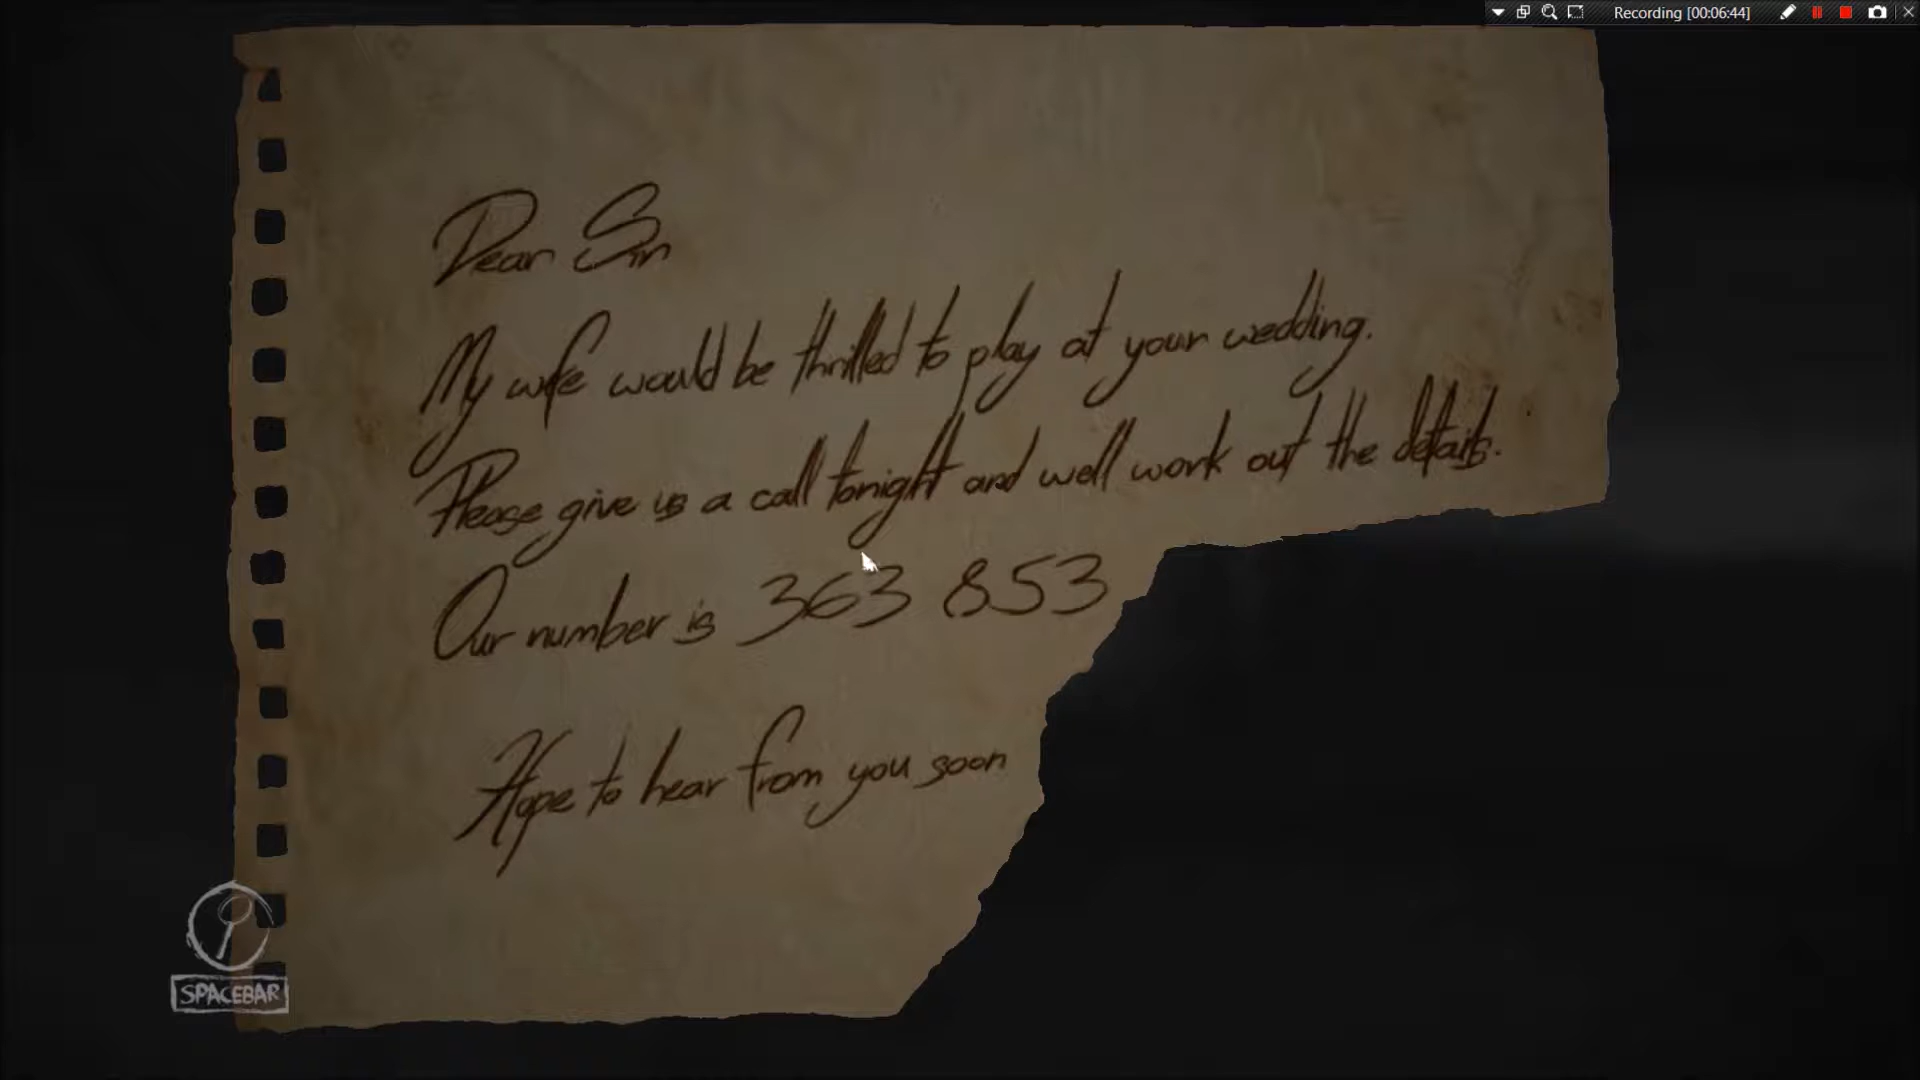 Recording [00:06:44]
Dear Sir
My wife would be thrilled to play at your wedding.
Please give us a call tonight and well work out the details.
Our number is 363 853
Hope to hear from you soon
SPACEBAR